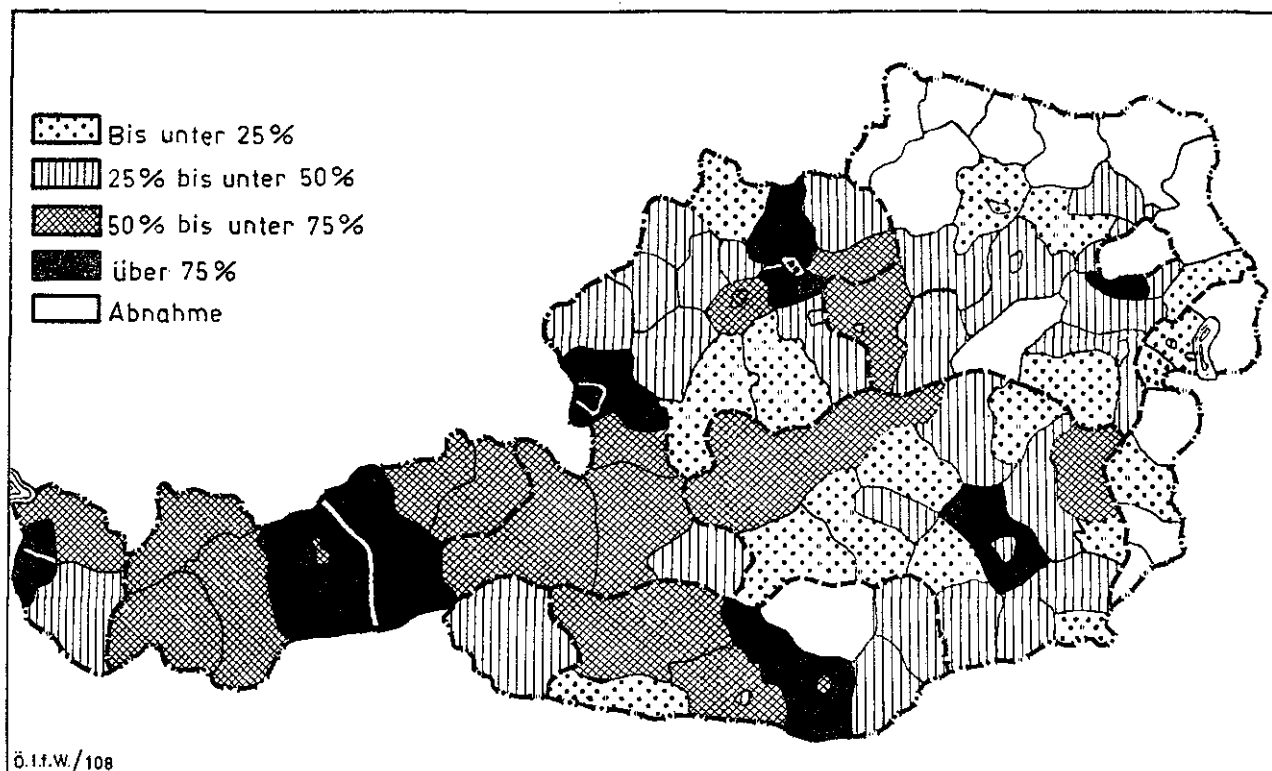 Bis unter 25%
25% bis unter 50%
50% bis unter 75%
über 75%
Abnahme
Ö.I.f.W./108